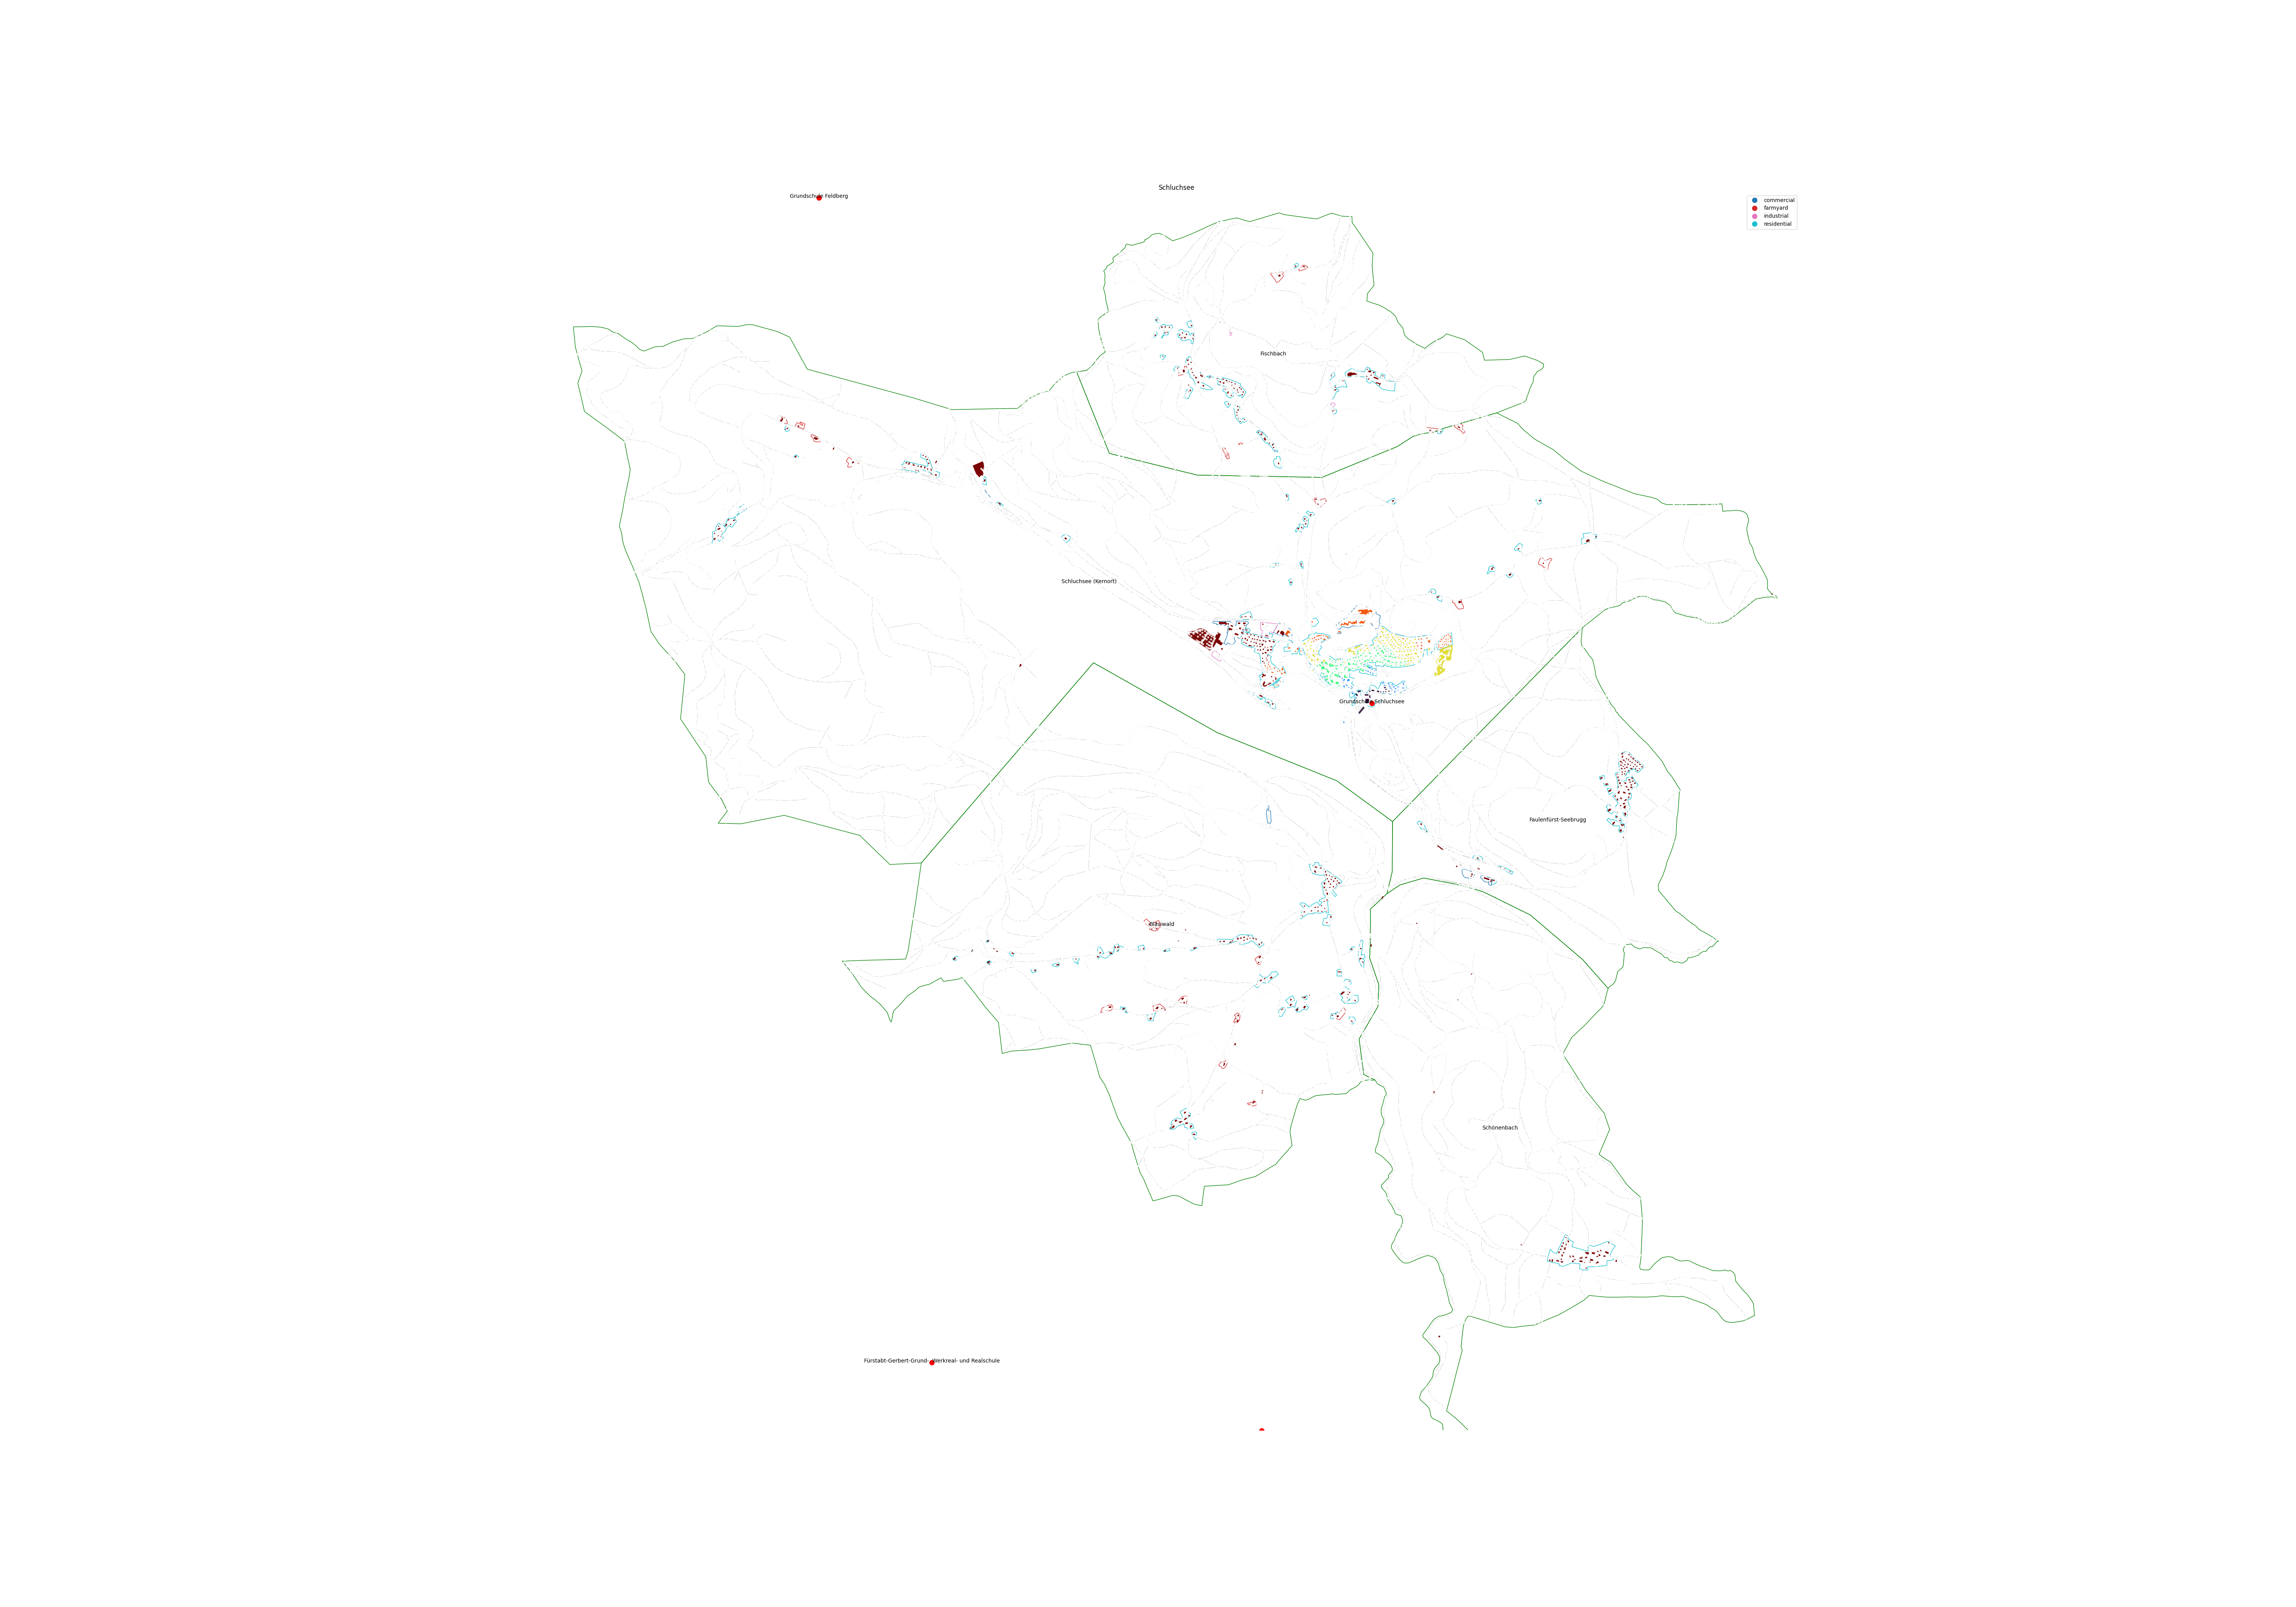 Schluchsee
Grundschule Feldberg
commercial
farmyard
industrial
residential
Fischbach
Schluchsee (Kernort)
Grundschule Schluchsee
Faulenfürst-Seebrugg
Blasiwald
Schönenbach
Fürstabt-Gerbert-Grund-, Werkreal- und Realschule